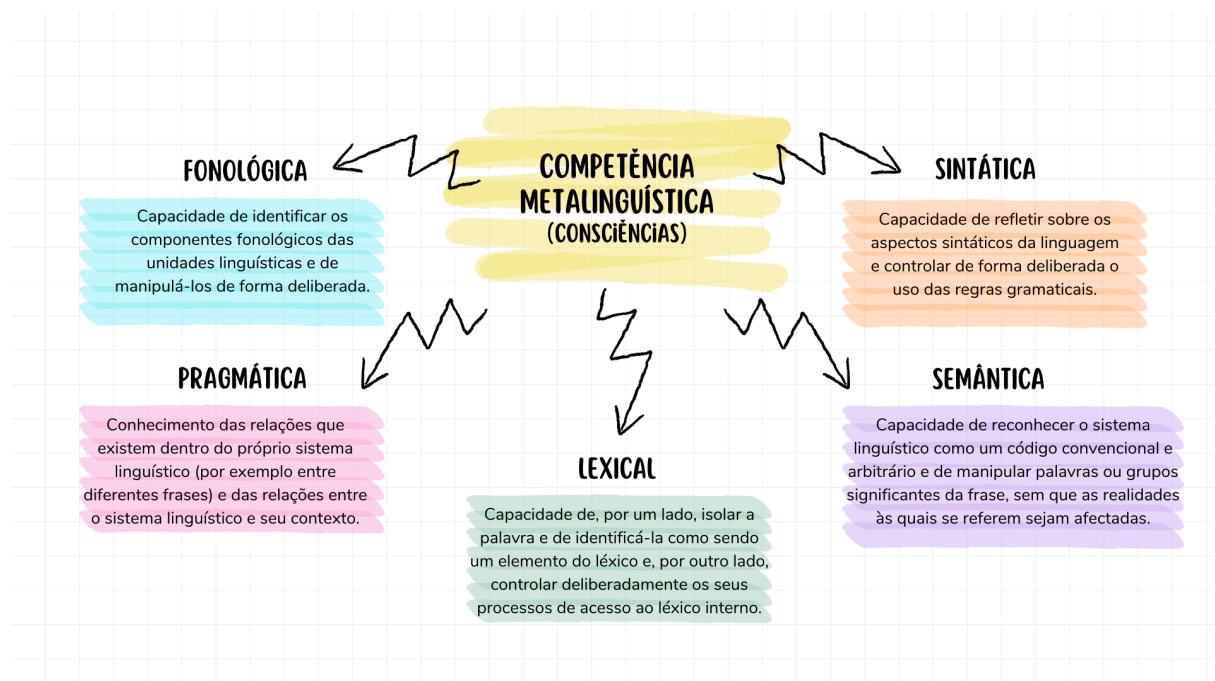 COMPETÊNCIA
METALINGUÍSTICA
(CONSCIÊNCIAS)
FONOLÓGICA
Capacidade de identificar os
componentes fonológicos das
unidades linguísticas e de
manipulá-los de forma deliberada.
SINTÁTICA
Capacidade de refletir sobre os
aspectos sintáticos da linguagem
e controlar de forma deliberada o
uso das regras gramaticais.
PRAGMÁTICA
Conhecimento das relações que
existem dentro do próprio sistema
linguístico (por exemplo entre
diferentes frases) e das relações entre
o sistema linguístico e seu contexto.
LEXICAL
Capacidade de, por um lado, isolar a
palavra e de identificá-la como sendo
um elemento do léxico e, por outro lado,
controlar deliberadamente os seus
processos de acesso ao léxico interno.
SEMÂNTICA
Capacidade de reconhecer o sistema
linguístico como um código convencional e
arbitrário e de manipular palavras ou grupos
significantes da frase, sem que as realidades
às quais se referem sejam afectadas.